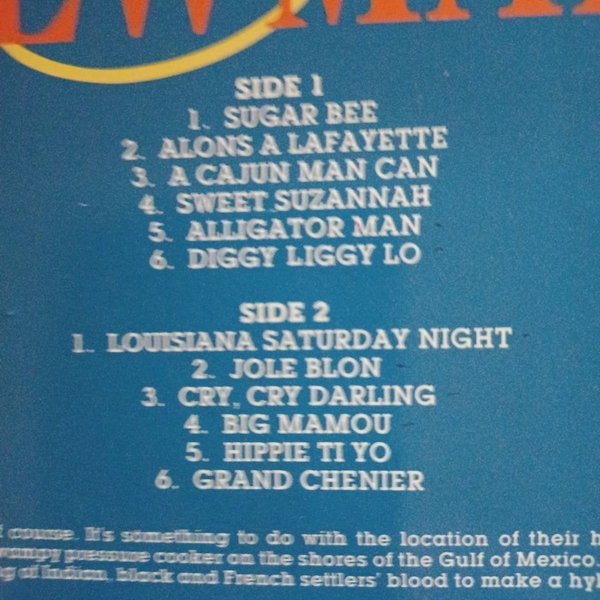 SIDE 1
1. SUGAR BEE
2. ALONS A LAFAYETTE
3. A CAJUN MAN CAN
4. SWEET SUZANNAH
5. ALLIGATOR MAN
6. DIGGY LIGGY LO
SIDE 2
1. LOUISIANA SATURDAY NIGHT
2. JOLE BLON
3. CRY, CRY DARLING
4. BIG MAMOU
5. HIPPIE TI YO
6. GRAND CHENIER
course. It's something to do with the location of their
pressure cooker on the shores of the Gulf of Mexico.
of Indian, black and French settlers' blood to make a